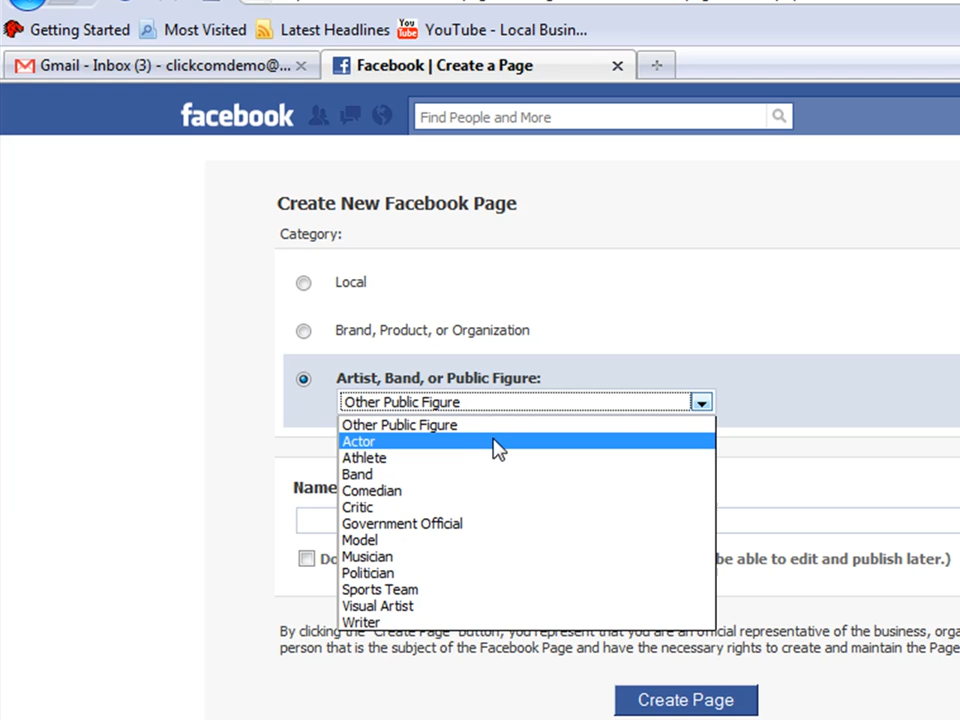 Getting Started Most Visited Latest Headlines You Tube YouTube - Local Busin...
Gmail - Inbox (3) - clickcomdemo@... Facebook | Create a Page
facebook Find People and More
Create New Facebook Page
Category:
Local
Brand, Product, or Organization
Artist, Band, or Public Figure:
Other Public Figure
Other Public Figure
Actor
Athlete
Band
Comedian
Critic
Government Official
Model
Musician
Politician
Sports Team
Visual Artist
Writer
Name
be able to edit and publish later.)
By clicking the "Create Page" button, you represent that you are an official representative of the business,
person that is the subject of the Facebook Page and have the necessary rights to create and maintain the Page
Create Page